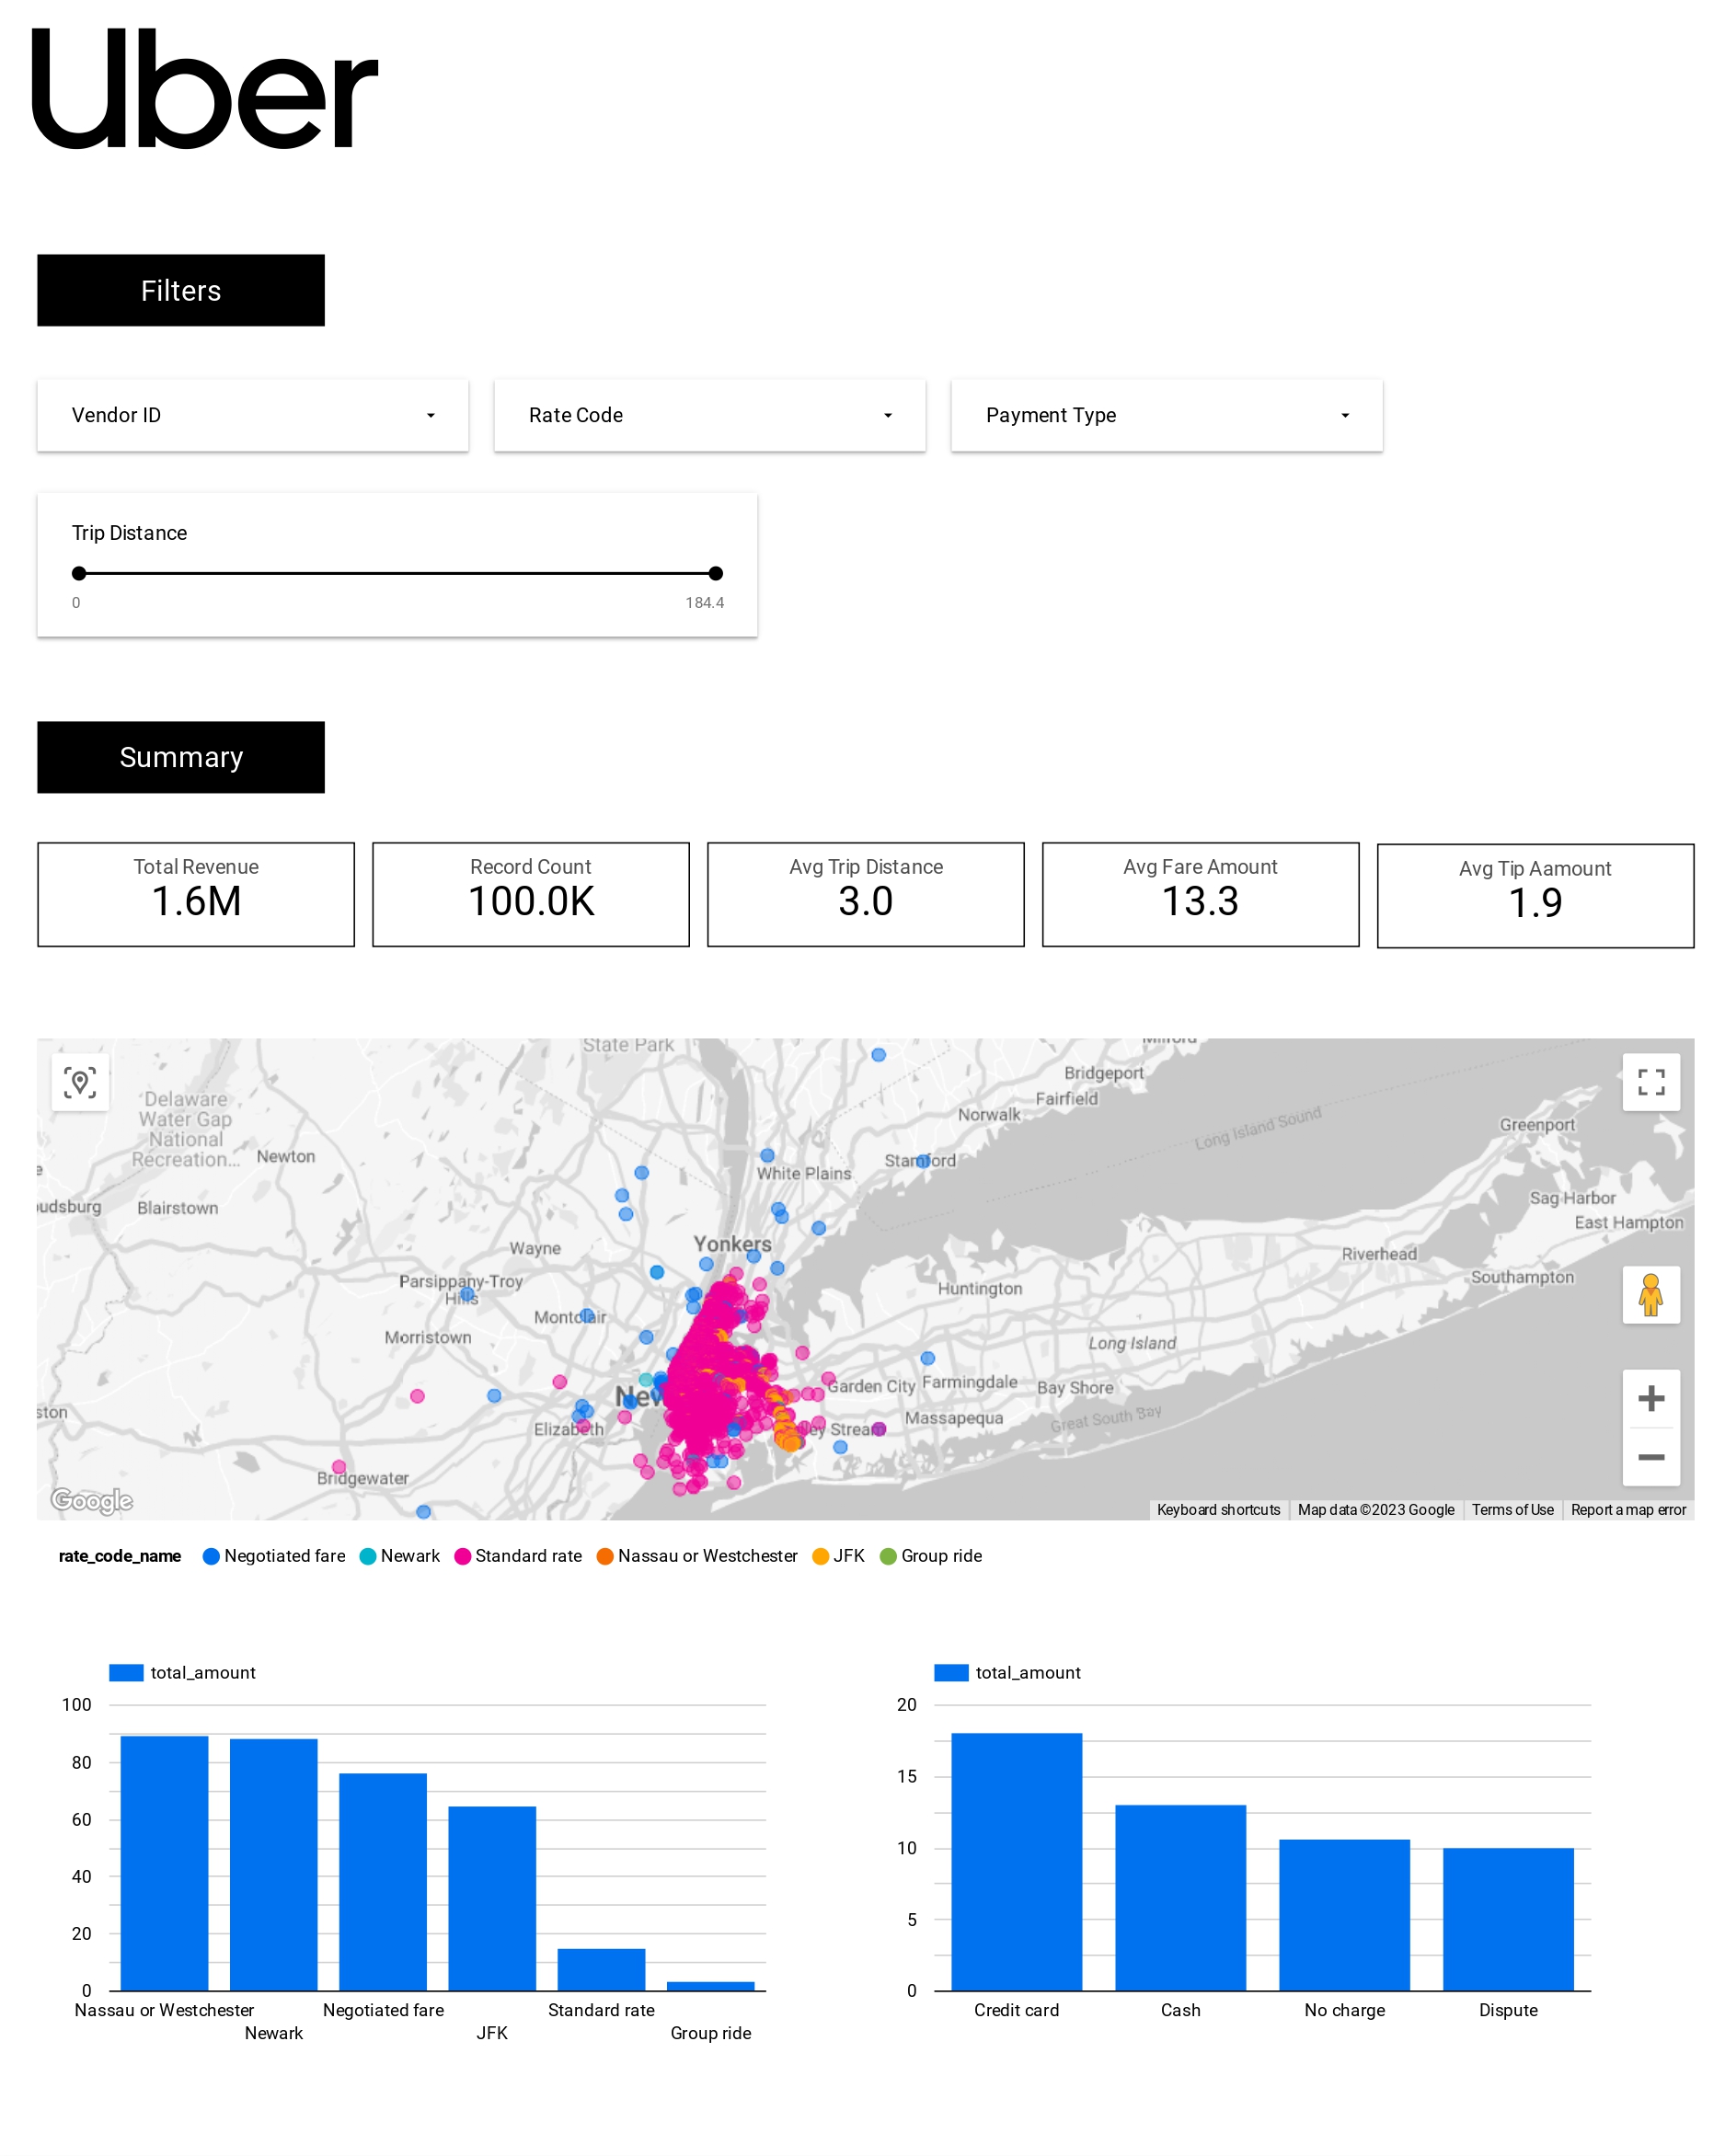 Uber
Filters
Vendor ID
Rate Code
Payment Type
Trip Distance
0
184.4
Summary
Total Revenue
1.6M
Record Count
100.0K
Avg Trip Distance
3.0
Avg Fare Amount
13.3
Avg Tip Aamount
1.9
State Park
Bridgeport
Fairfield
Norwalk
Delaware
Water Gap
National
Recreation...
Newton
Long Island Sound
Greenport
White Plains
Stamford
udsburg
Blairstown
Sag Harbor
East Hampton
Yonkers
Wayne
Riverhead
Parsippany-Troy
Hills
Huntington
Southampton
Montclair
Morristown
Long Island
New
Garden City
Farmingdale
Bay Shore
ston
Elizabeth
ey Stream
Massapequa
Great South Bay
Bridgewater
Google
Keyboard shortcuts
Map data ©2023 Google
Terms of Use
Report a map error
rate_code_name
Negotiated fare
Newark
Standard rate
Nassau or Westchester
JFK
Group ride
total_amount
100
80
60
40
20
0
Nassau or Westchester
Newark
Negotiated fare
JFK
Standard rate
Group ride
total_amount
20
15
10
5
0
Credit card
Cash
No charge
Dispute